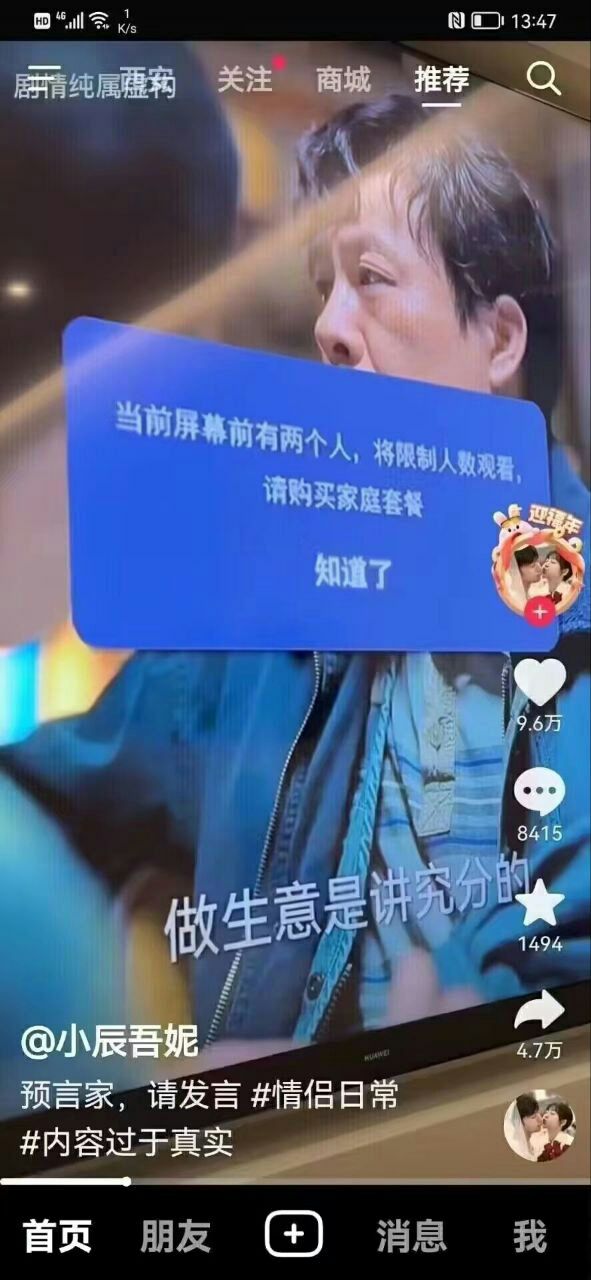 HD 4G 1 K/s 13:47
剧情纯属虚构
西安 关注 商城 推荐
当前屏幕前有两个人，将限制人数观看，
请购买家庭套餐
知道了
迎福年
9.6万
8415
做生意是讲究分的
1494
4.7万
HUAWEI
@小辰吾妮
预言家，请发言 #情侣日常
#内容过于真实
首页 朋友 消息 我